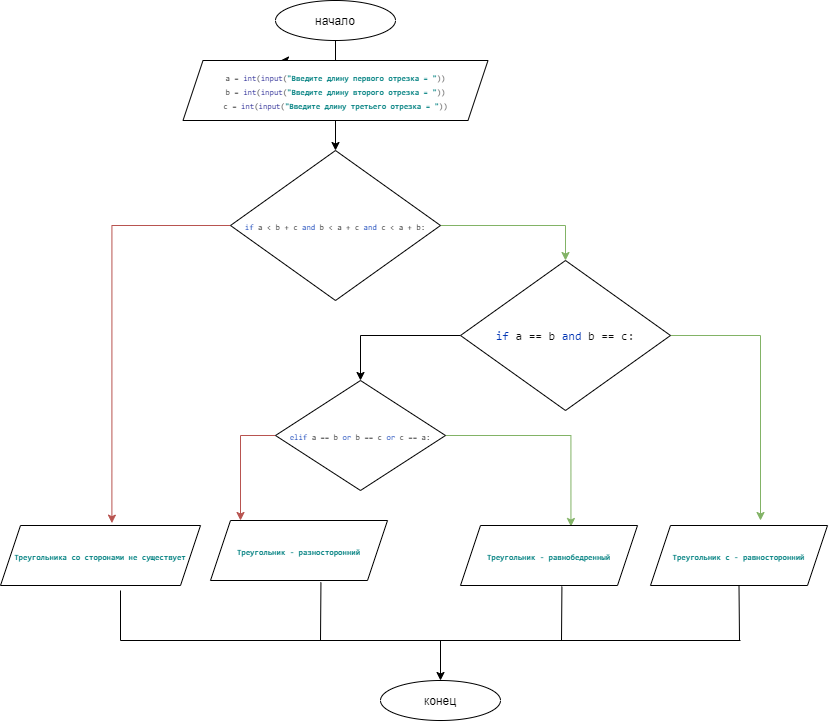 начало
a = int(input("Введите длину первого отрезка = "))
b = int(input("Введите длину второго отрезка = "))
c = int(input("Введите длину третьего отрезка = "))
if a < b + c and b < a + c and c < a + b:
if a == b and b == c:
elif a == b or b == c or c == a:
Треугольника со сторонами не существует
Треугольник - разносторонний
Треугольник - равнобедренный
Треугольник с - равносторонний
конец